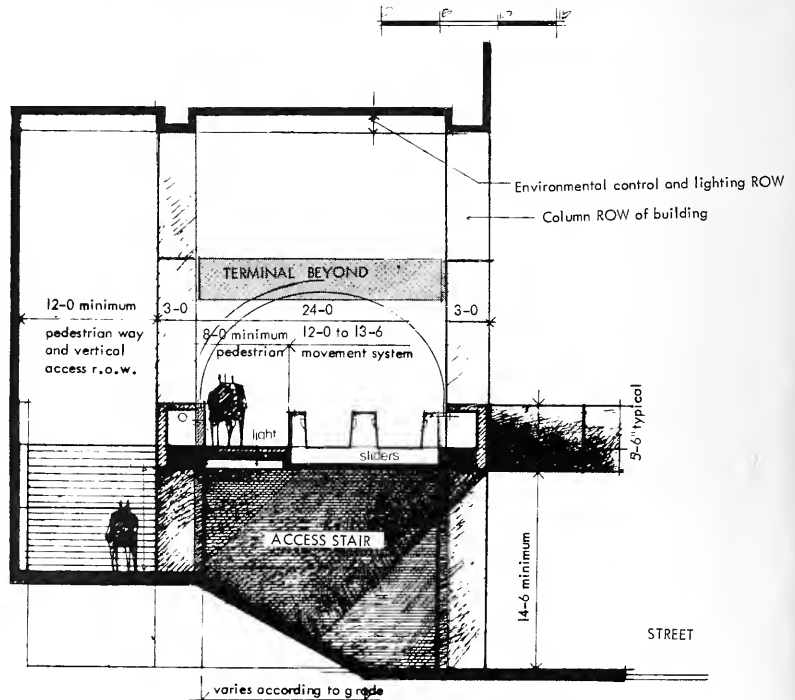 Environmental control and lighting ROW
Column ROW of building
TERMINAL BEYOND
12-0 minimum
3-0
24-0
3-0
pedestrian way
and vertical
access r.o.w.
8-0 minimum
pedestrian
12-0 to 13-6
movement system
light
sliders
5-6" typical
ACCESS STAIR
14-6 minimum
STREET
varies according to grade